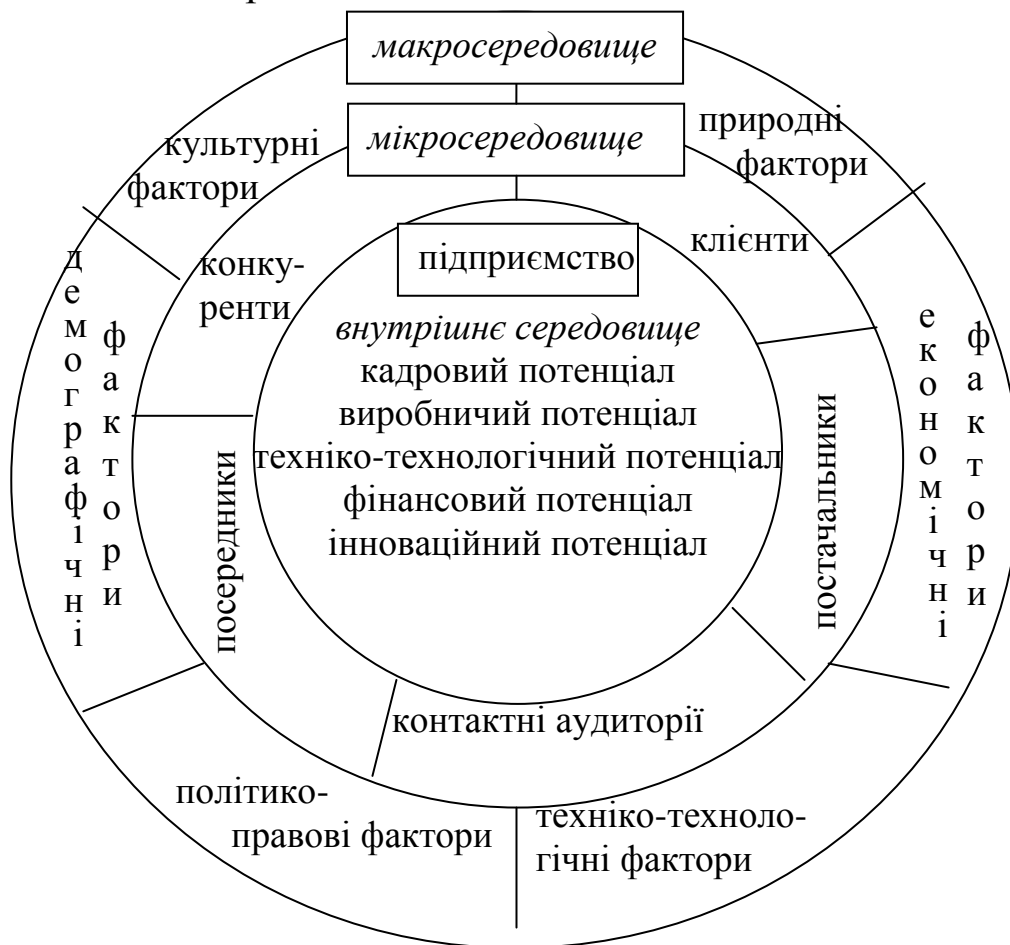 макросередовище
мікросередовище
культурні
фактори
природні
фактори
конку-
ренти
клієнти
підприємство
внутрішнє середовище
кадровий потенціал
виробничий потенціал
техніко-технологічний потенціал
фінансовий потенціал
інноваційний потенціал
демографічні
фактори
посередники
постачальники
економічні
фактори
контактні аудиторії
політико-
правові фактори
техніко-техноло-
гічні фактори